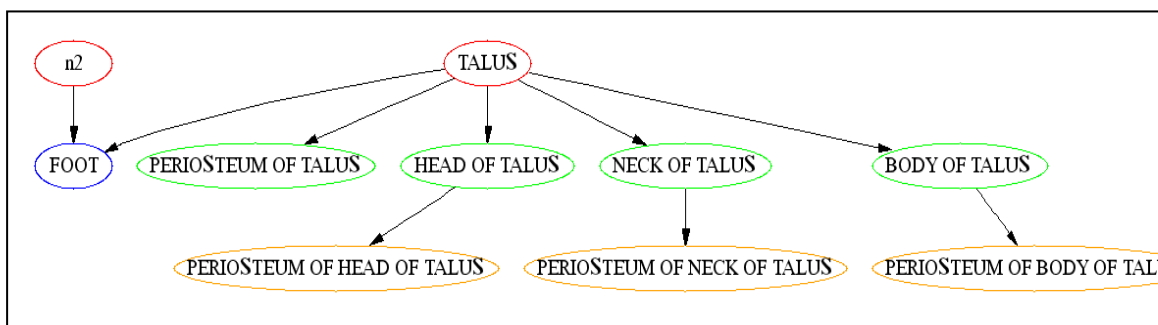 n2
TALUS
FOOT
PERIOSTEUM OF TALUS
HEAD OF TALUS
NECK OF TALUS
BODY OF TALUS
PERIOSTEUM OF HEAD OF TALUS
PERIOSTEUM OF NECK OF TALUS
PERIOSTEUM OF BODY OF